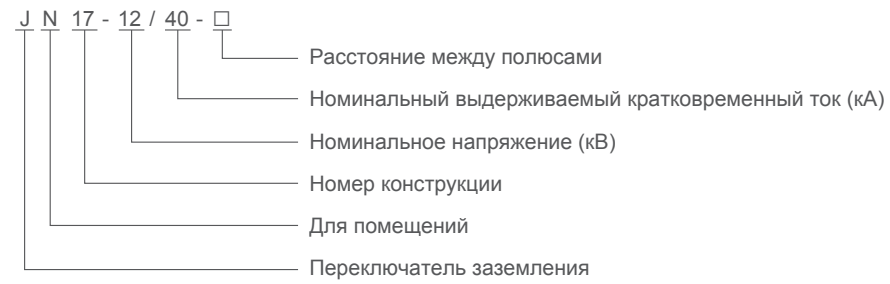 J N 17 - 12 / 40 - □
Расстояние между полюсами
Номинальный выдерживаемый кратковременный ток (кА)
Номинальное напряжение (кВ)
Номер конструкции
Для помещений
Переключатель заземления